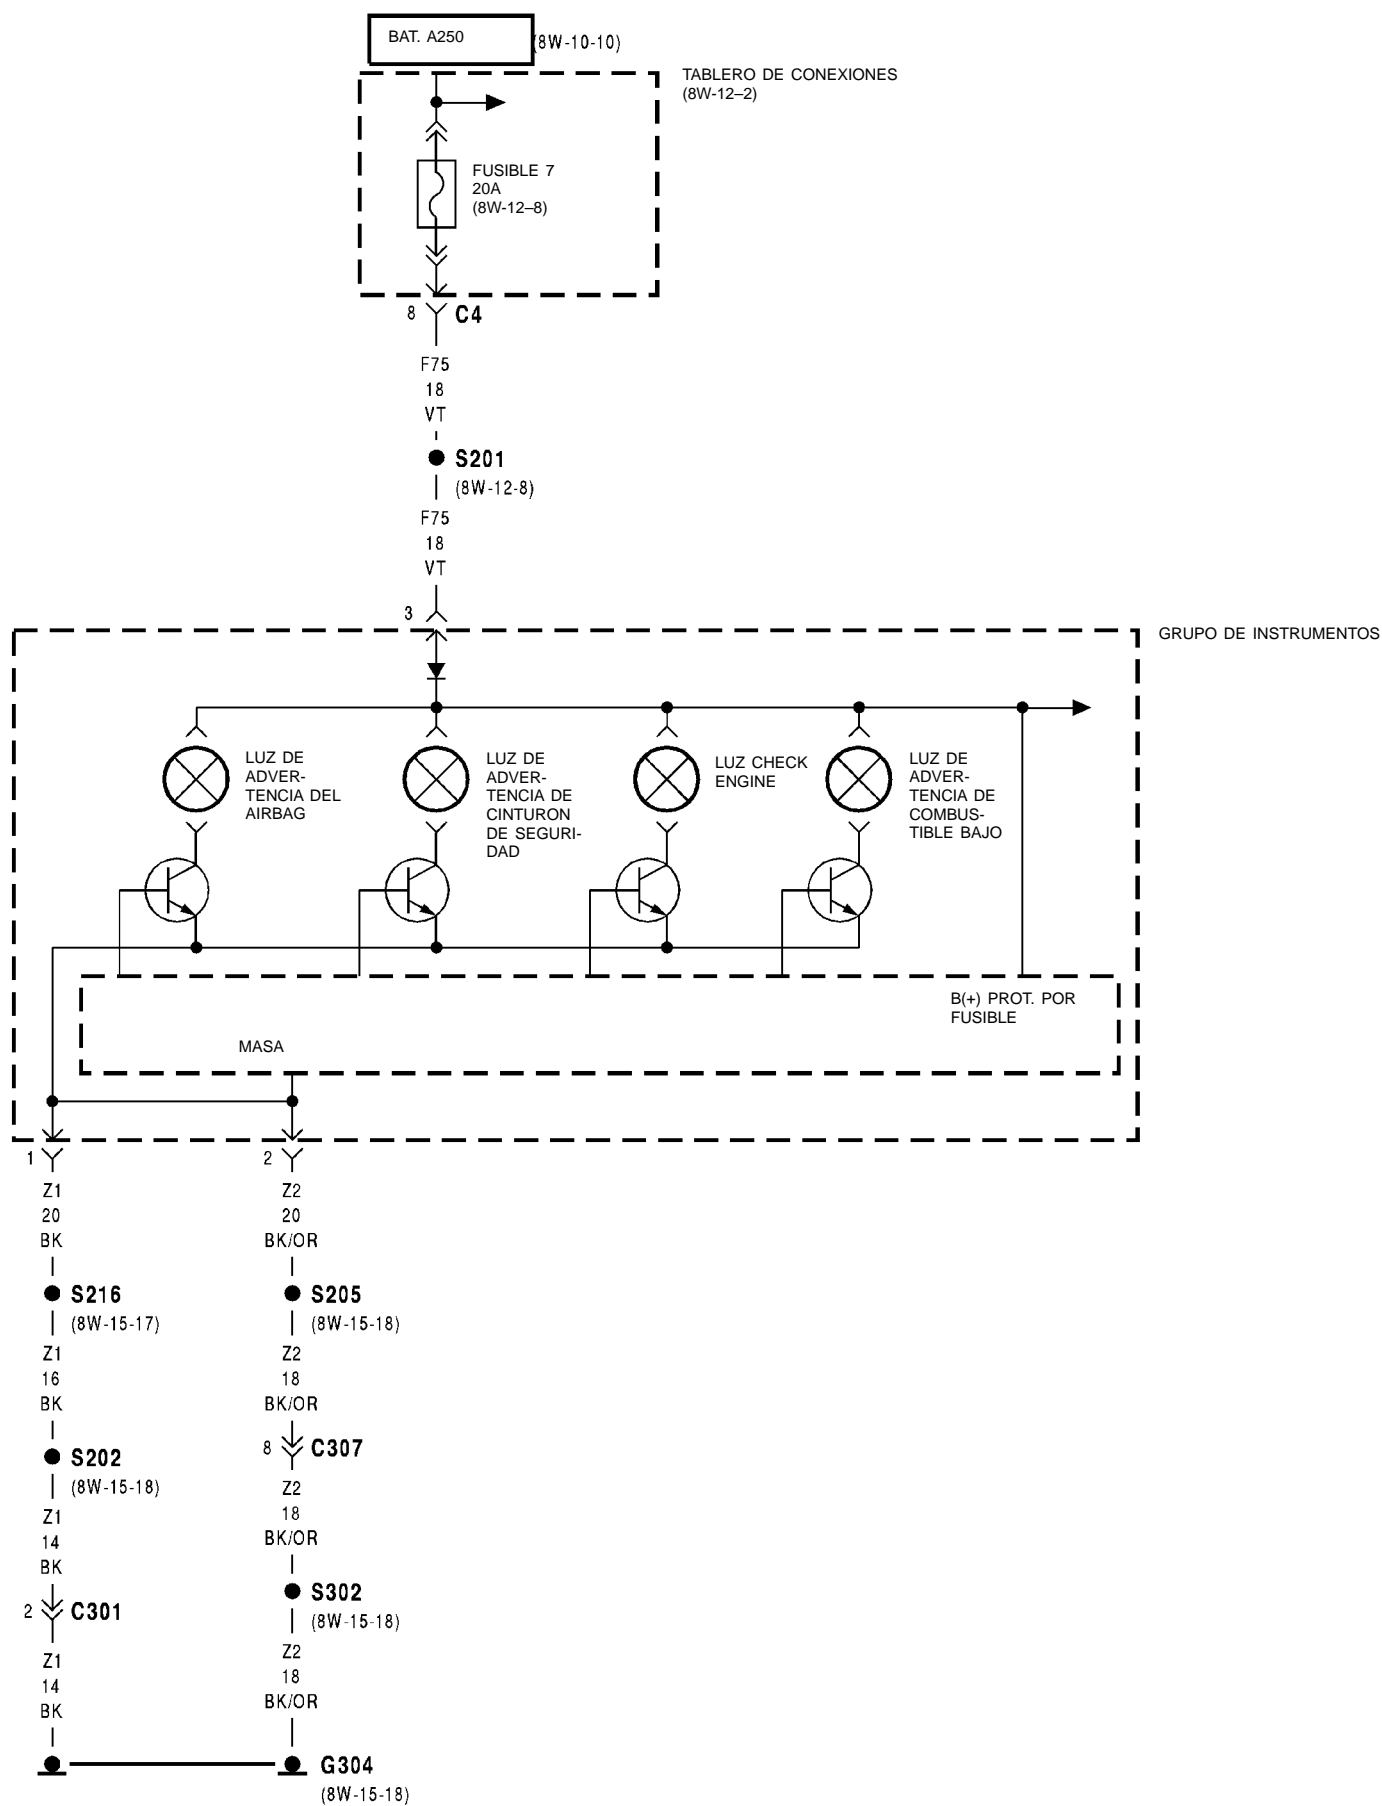 BAT. A250
(8W-10-10)
TABLERO DE CONEXIONES
(8W-12–2)
FUSIBLE 7
20A
(8W-12–8)
8 C4
F75
18
VT
S201
(8W-12-8)
F75
18
VT
3
GRUPO DE INSTRUMENTOS
LUZ DE
ADVER-
TENCIA DEL
AIRBAG
LUZ DE
ADVER-
TENCIA DE
CINTURON
DE SEGURI-
DAD
LUZ CHECK
ENGINE
LUZ DE
ADVER-
TENCIA DE
COMBUS-
TIBLE BAJO
B(+) PROT. POR
FUSIBLE
MASA
1
Z1
20
BK
S216
(8W-15-17)
Z1
16
BK
S202
(8W-15-18)
Z1
14
BK
2 C301
Z1
14
BK
2
Z2
20
BK/OR
S205
(8W-15-18)
Z2
18
BK/OR
8 C307
Z2
18
BK/OR
S302
(8W-15-18)
Z2
18
BK/OR
G304
(8W-15-18)